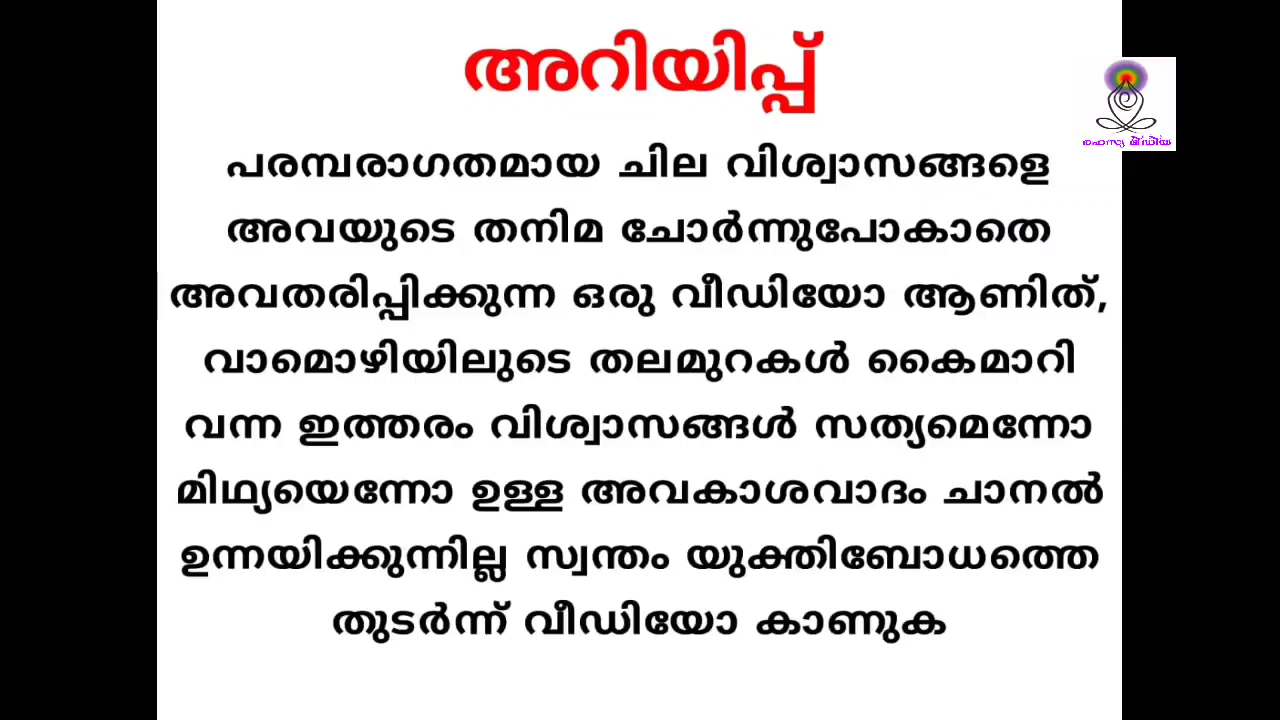 അറിയിപ്പ്
രഹസ്യ മീഡിയ
പരമ്പരാഗതമായ ചില വിശ്വാസങ്ങളെ
അവയുടെ തനിമ ചോർന്നുപോകാതെ
അവതരിപ്പിക്കുന്ന ഒരു വീഡിയോ ആണിത്,
വാമൊഴിയിലുടെ തലമുറകൾ കൈമാറി
വന്ന ഇത്തരം വിശ്വാസങ്ങൾ സത്യമെന്നോ
മിഥ്യയെന്നോ ഉള്ള അവകാശവാദം ചാനൽ
ഉന്നയിക്കുന്നില്ല സ്വന്തം യുക്തിബോധത്തെ
തുടർന്ന് വീഡിയോ കാണുക